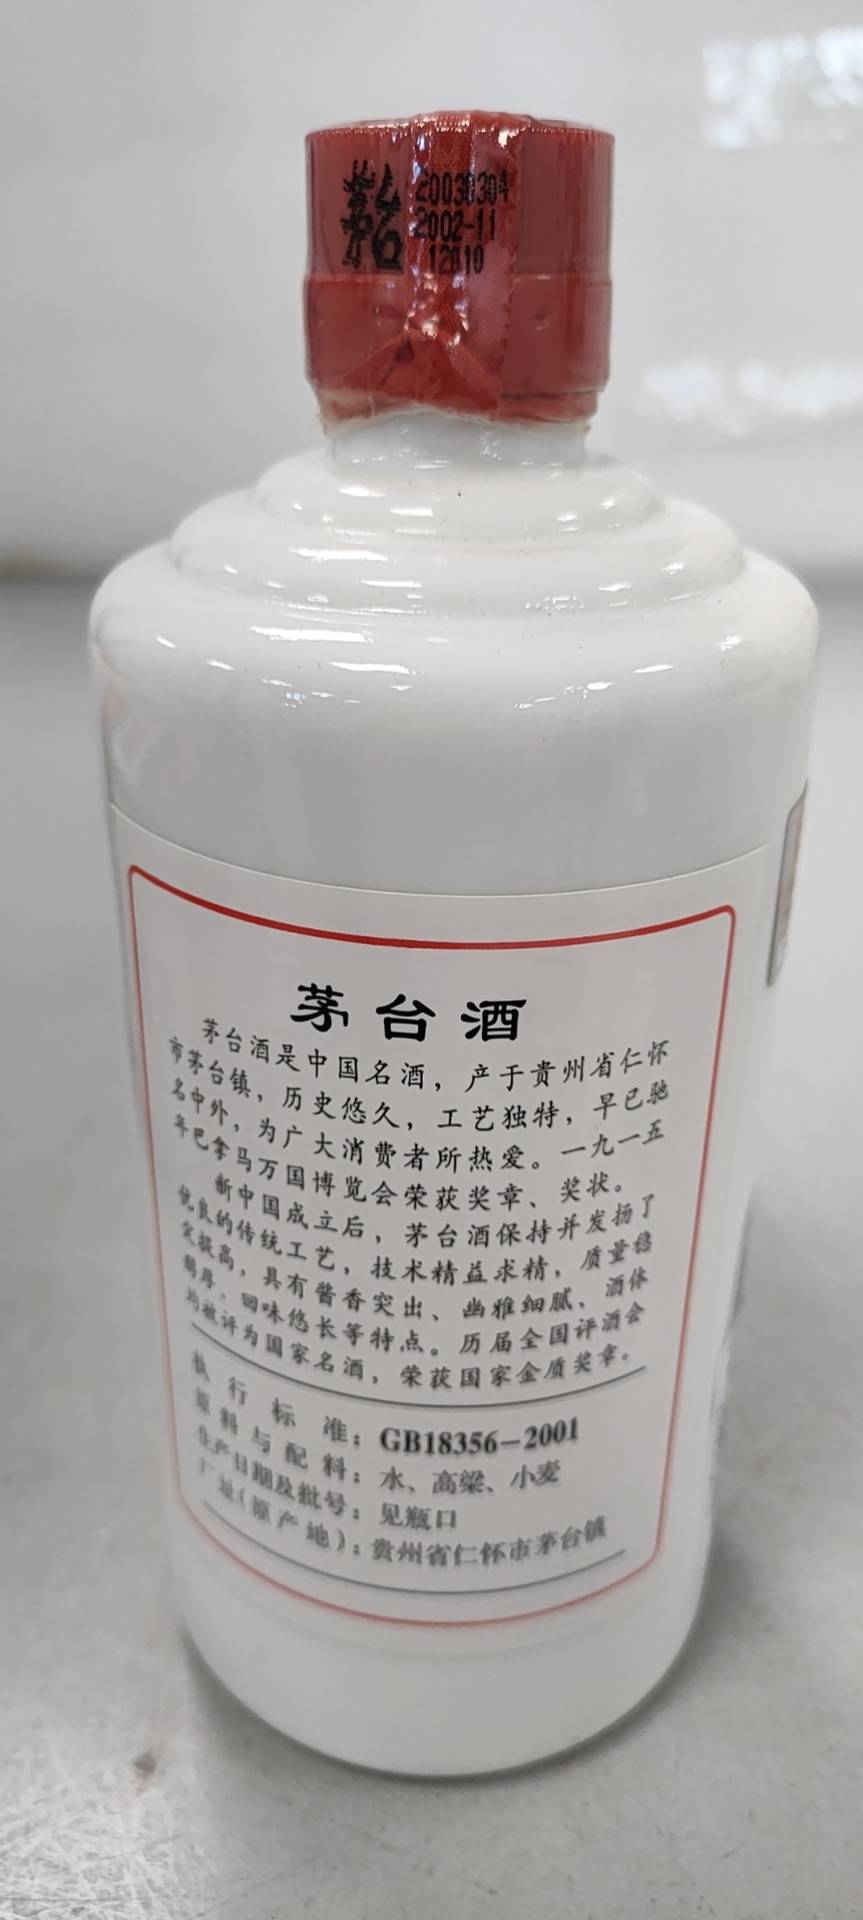 茅台
20030304
2002-11
12010
茅台酒
茅台酒是中国名酒，产于贵州省仁怀
市茅台镇，历史悠久，工艺独特，早已驰
名中外，为广大消费者所热爱。一九一五
年巴拿马万国博览会荣获奖章、奖状。
新中国成立后，茅台酒保持并发扬了
优良的传统工艺，技术精益求精，质量稳
定提高，具有酱香突出、幽雅细腻、酒体
醇厚、回味悠长等特点。历届全国评酒会
均被评为国家名酒，荣获国家金质奖章。
执行标准：GB18356-2001
原料与配料：水、高粱、小麦
生产日期及批号：见瓶口
厂址(原产地)：贵州省仁怀市茅台镇